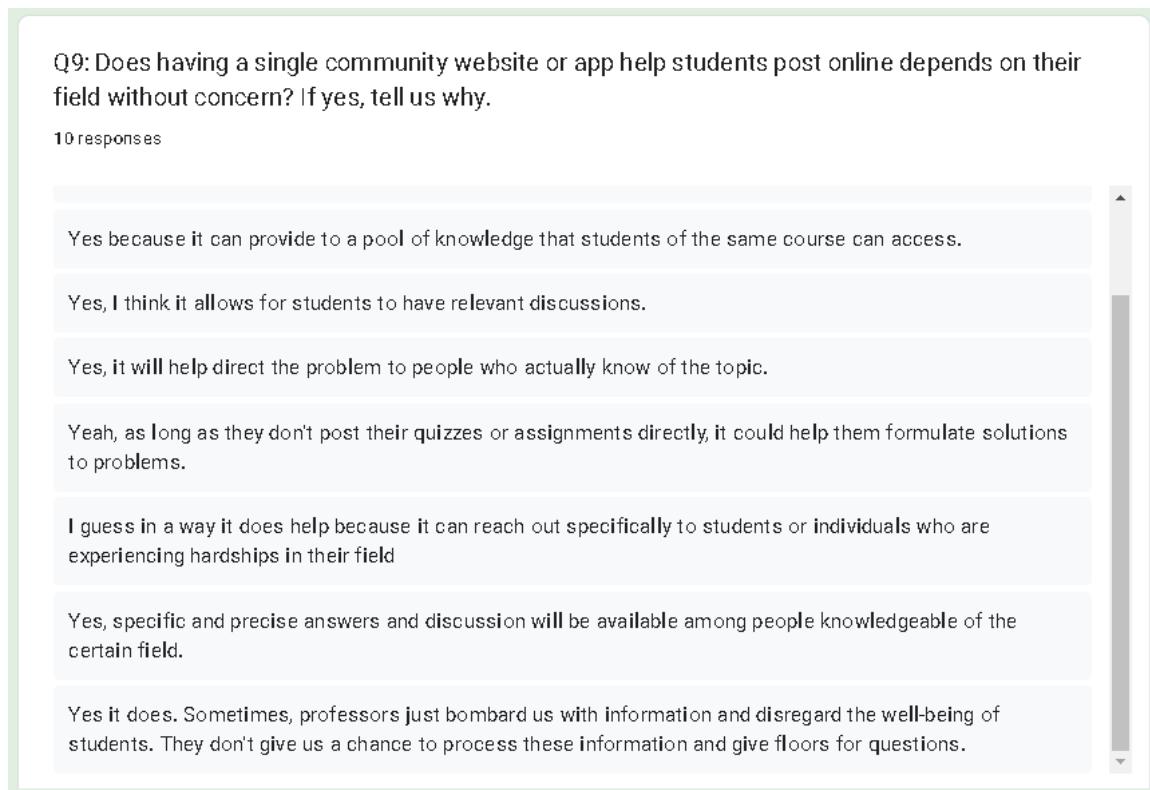 Q9: Does having a single community website or app help students post online depends on their
field without concern? If yes, tell us why.
10 responses
Yes because it can provide to a pool of knowledge that students of the same course can access.
Yes, I think it allows for students to have relevant discussions.
Yes, it will help direct the problem to people who actually know of the topic.
Yeah, as long as they don't post their quizzes or assignments directly, it could help them formulate solutions
to problems.
I guess in a way it does help because it can reach out specifically to students or individuals who are
experiencing hardships in their field
Yes, specific and precise answers and discussion will be available among people knowledgeable of the
certain field.
Yes it does. Sometimes, professors just bombard us with information and disregard the well-being of
students. They don't give us a chance to process these information and give floors for questions.